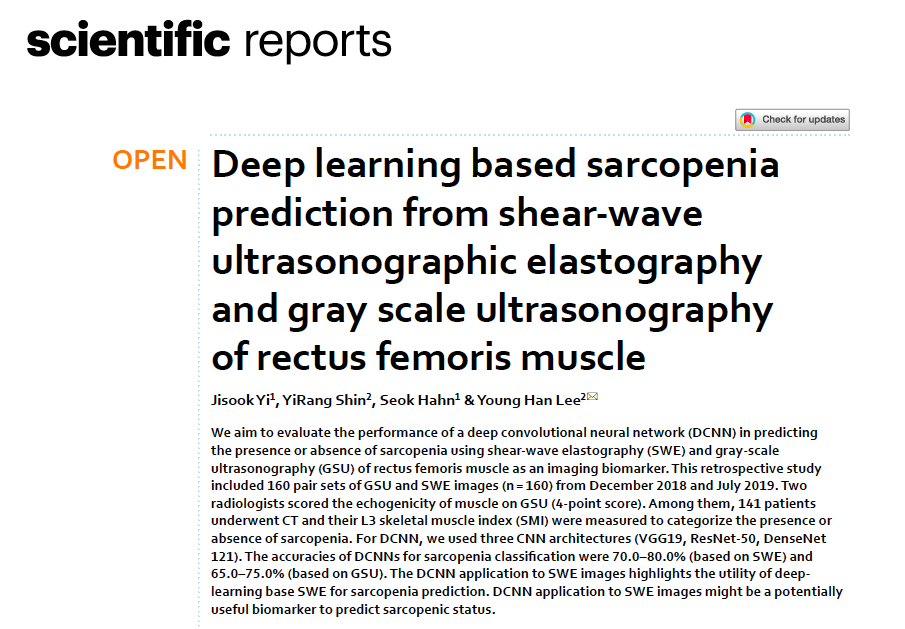 scientific reports
Check for updates
OPEN
Deep learning based sarcopenia
prediction from shear-wave
ultrasonographic elastography
and gray scale ultrasonography
of rectus femoris muscle
Jisook Yi1, YiRang Shin2, Seok Hahn1 & Young Han Lee2
We aim to evaluate the performance of a deep convolutional neural network (DCNN) in predicting
the presence or absence of sarcopenia using shear-wave elastography (SWE) and gray-scale
ultrasonography (GSU) of rectus femoris muscle as an imaging biomarker. This retrospective study
included 160 pair sets of GSU and SWE images (n = 160) from December 2018 and July 2019. Two
radiologists scored the echogenicity of muscle on GSU (4-point score). Among them, 141 patients
underwent CT and their L3 skeletal muscle index (SMI) were measured to categorize the presence or
absence of sarcopenia. For DCNN, we used three CNN architectures (VGG19, ResNet-50, DenseNet
121). The accuracies of DCNNs for sarcopenia classification were 70.0–80.0% (based on SWE) and
65.0–75.0% (based on GSU). The DCNN application to SWE images highlights the utility of deep-
learning base SWE for sarcopenia prediction. DCNN application to SWE images might be a potentially
useful biomarker to predict sarcopenic status.